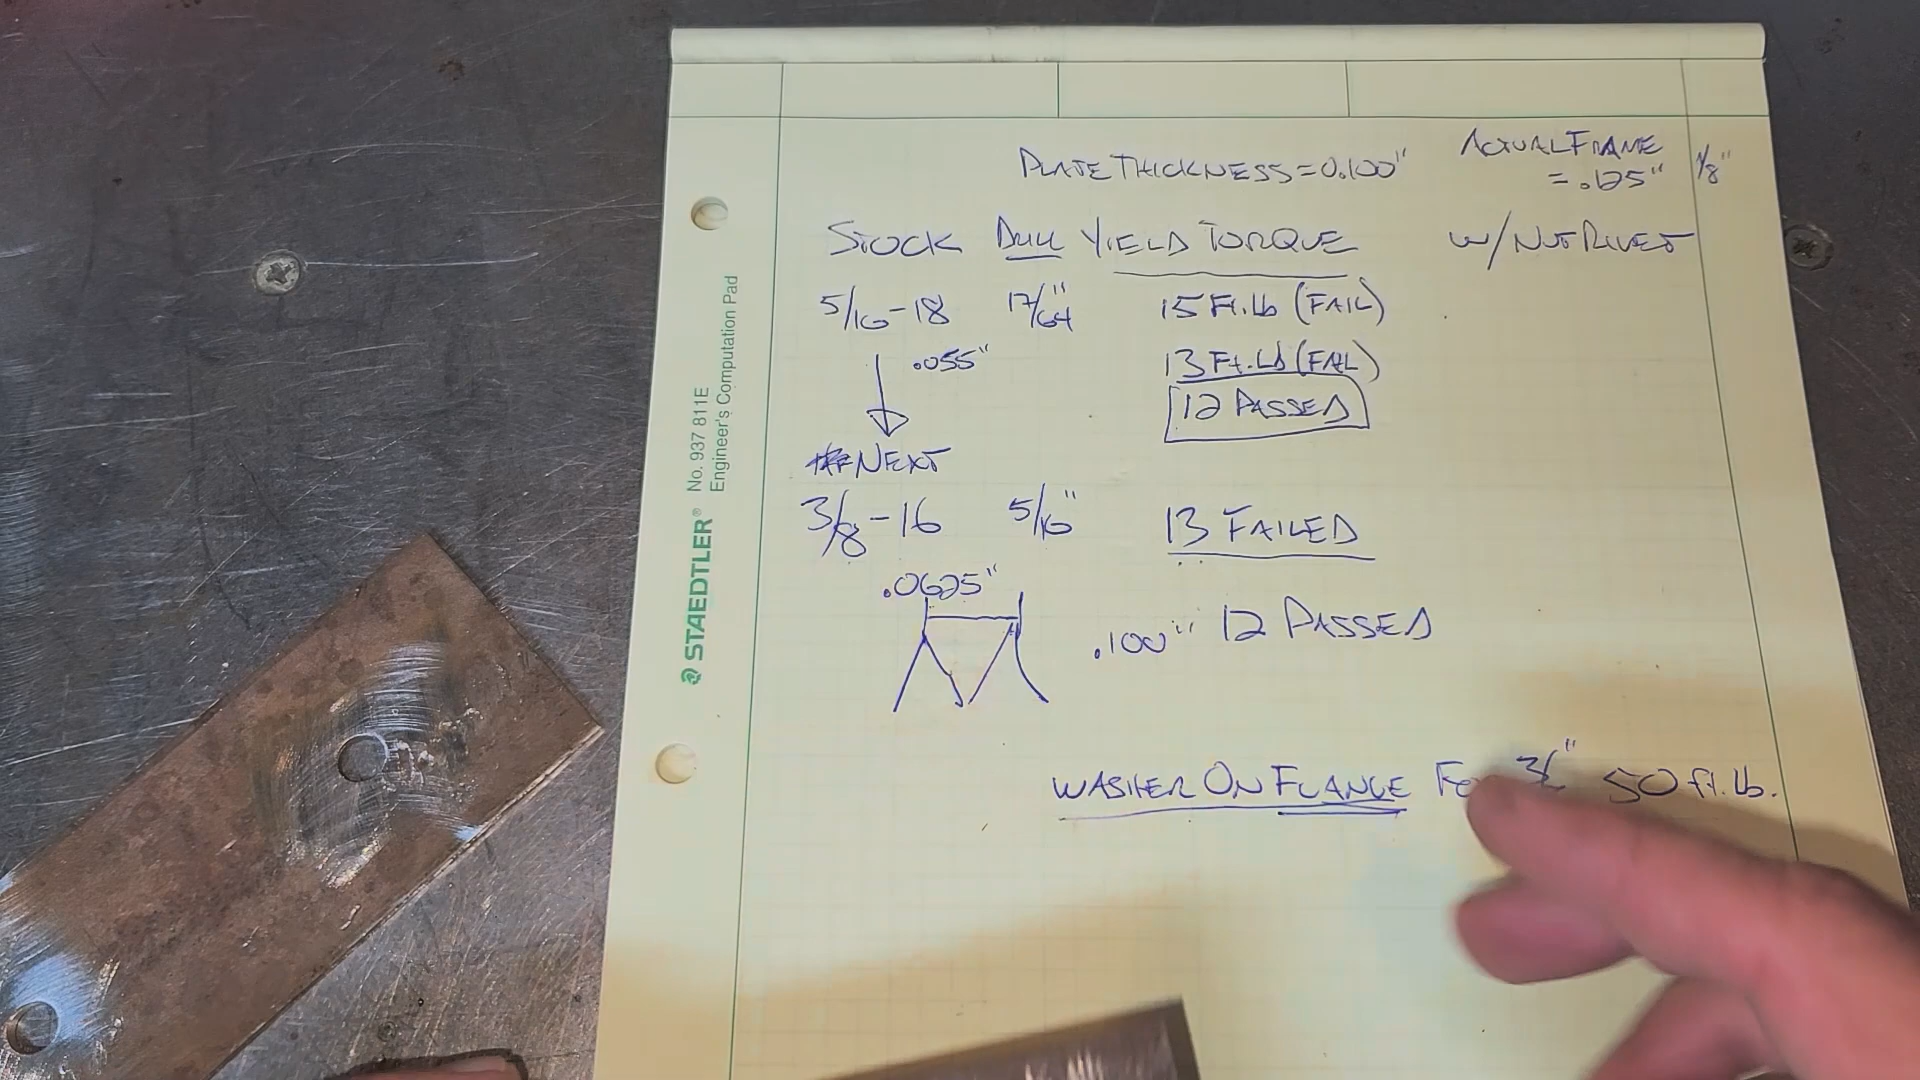 PLATE THICKNESS = 0.100"
ACTUAL FRAME
= .125" 1/8"
STOCK DRILL YIELD TORQUE W/ NUT RIVET
5/16-18 17/64" 15 Ft.lb (FAIL)
.055" 13 Ft.Lb (FAIL)
12 PASSED
NEXT
3/8-16 5/16" 13 FAILED
.0625"
.100" 12 PASSED
WASHER ON FLANGE 50 ft.lb.
STAEDTLER® No. 937 811E
Engineer's Computation Pad